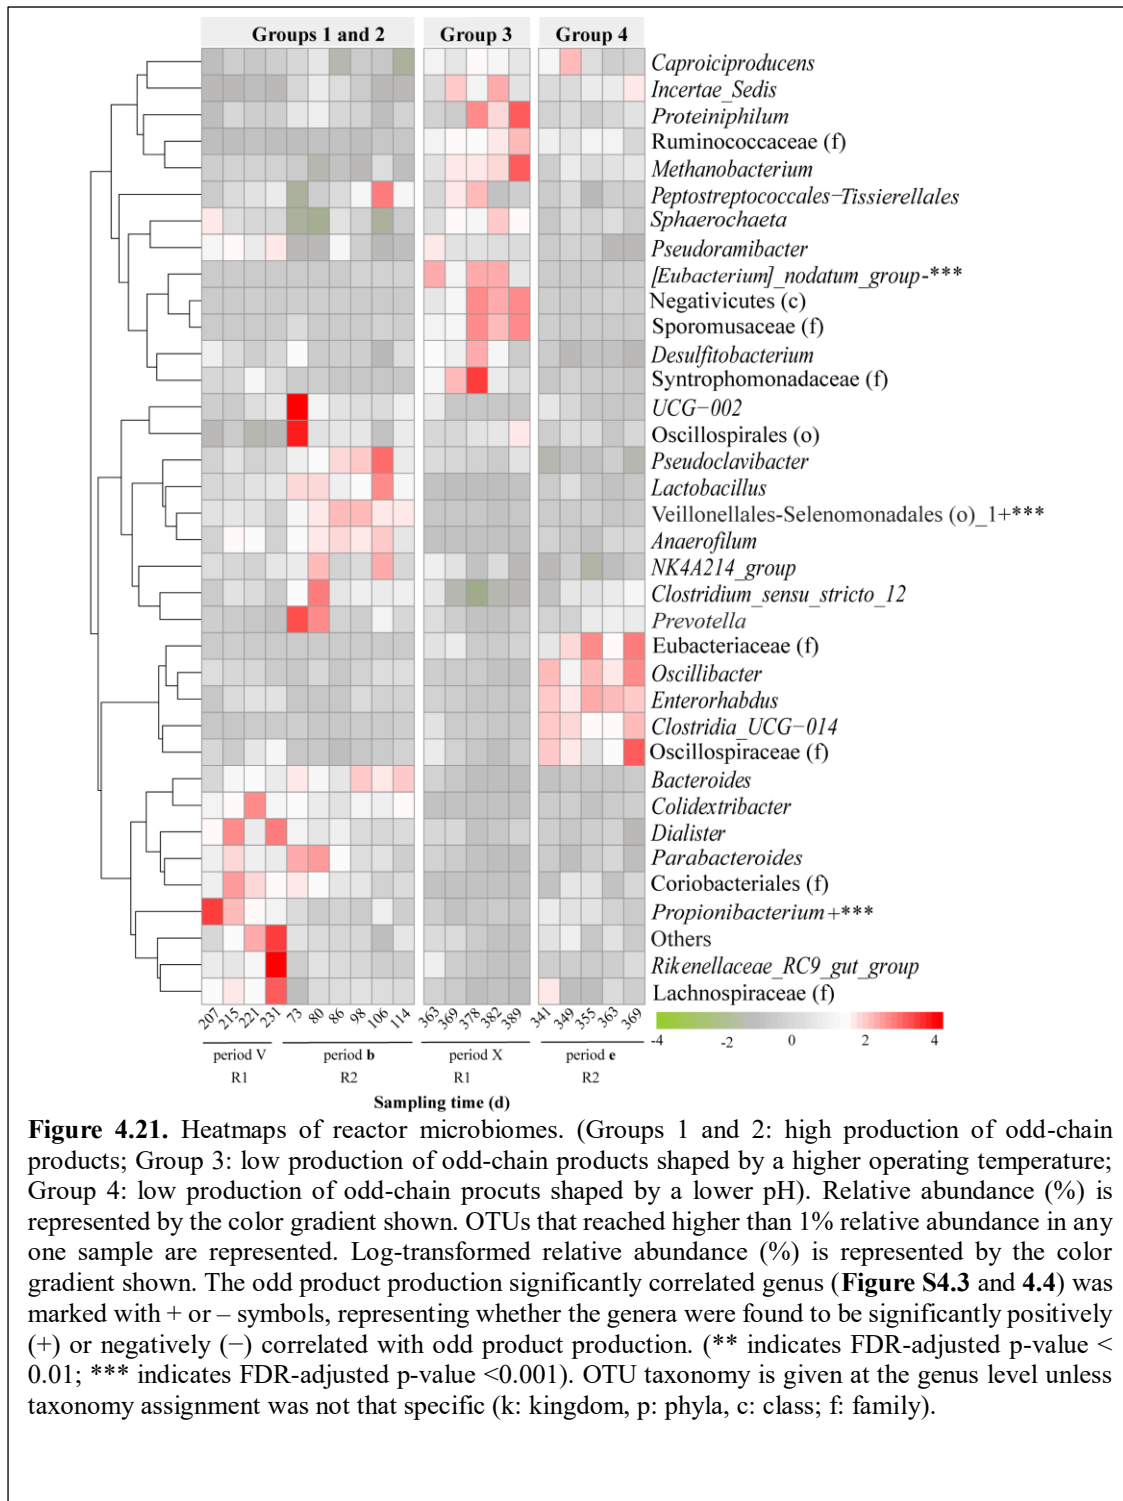 Groups 1 and 2 Group 3 Group 4
Caproiciproducens
Incertae_Sedis
Proteiniphilum
Ruminococcaceae (f)
Methanobacterium
Peptostreptococcales−Tissierellales
Sphaerochaeta
Pseudoramibacter
[Eubacterium]_nodatum_group-***
Negativicutes (c)
Sporomusaceae (f)
Desulfitobacterium
Syntrophomonadaceae (f)
UCG−002
Oscillospirales (o)
Pseudoclavibacter
Lactobacillus
Veillonellales-Selenomonadales (o)_1+***
Anaerofilum
NK4A214_group
Clostridium_sensu_stricto_12
Prevotella
Eubacteriaceae (f)
Oscillibacter
Enterorhabdus
Clostridia_UCG−014
Oscillospiraceae (f)
Bacteroides
Colidextribacter
Dialister
Parabacteroides
Coriobacteriales (f)
Propionibacterium+***
Others
Rikenellaceae_RC9_gut_group
Lachnospiraceae (f)
207 215 221 231 73 80 86 98 106 114 363 369 378 382 389 341 349 355 363 369
-4 -2 0 2 4
period V period b period X period e
R1 R2 R1 R2
Sampling time (d)
Figure 4.21. Heatmaps of reactor microbiomes. (Groups 1 and 2: high production of odd-chain
products; Group 3: low production of odd-chain products shaped by a higher operating temperature;
Group 4: low production of odd-chain procuts shaped by a lower pH). Relative abundance (%) is
represented by the color gradient shown. OTUs that reached higher than 1% relative abundance in any
one sample are represented. Log-transformed relative abundance (%) is represented by the color
gradient shown. The odd product production significantly correlated genus (Figure S4.3 and 4.4) was
marked with + or – symbols, representing whether the genera were found to be significantly positively
(+) or negatively (−) correlated with odd product production. (** indicates FDR-adjusted p-value <
0.01; *** indicates FDR-adjusted p-value <0.001). OTU taxonomy is given at the genus level unless
taxonomy assignment was not that specific (k: kingdom, p: phyla, c: class; f: family).